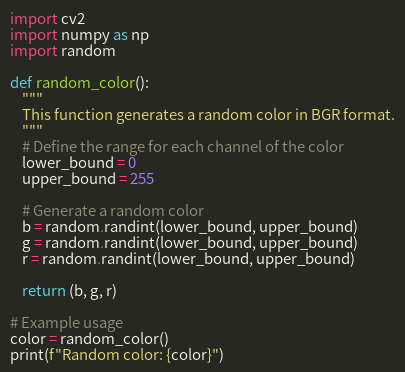 import cv2
import numpy as np
import random

def random_color():
    """
    This function generates a random color in BGR format.
    """
    # Define the range for each channel of the color
    lower_bound = 0
    upper_bound = 255

    # Generate a random color
    b = random.randint(lower_bound, upper_bound)
    g = random.randint(lower_bound, upper_bound)
    r = random.randint(lower_bound, upper_bound)

    return (b, g, r)

# Example usage
color = random_color()
print(f"Random color: {color}")